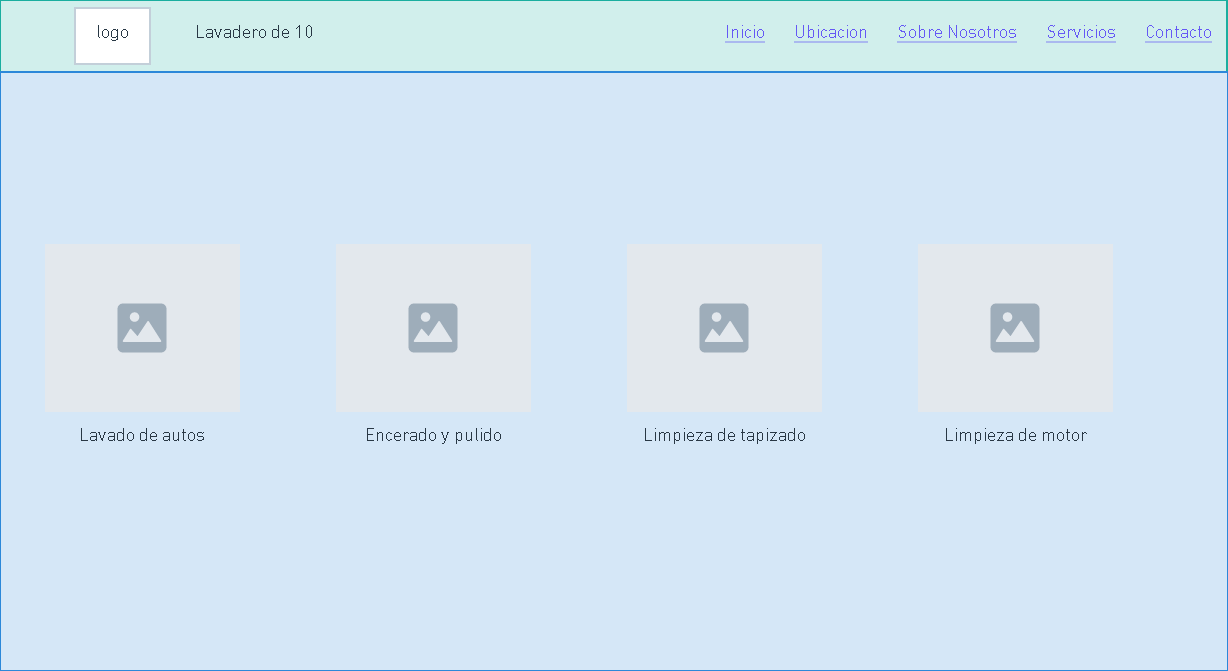 logo
Lavadero de 10
Inicio
Ubicacion
Sobre Nosotros
Servicios
Contacto
Lavado de autos
Encerado y pulido
Limpieza de tapizado
Limpieza de motor